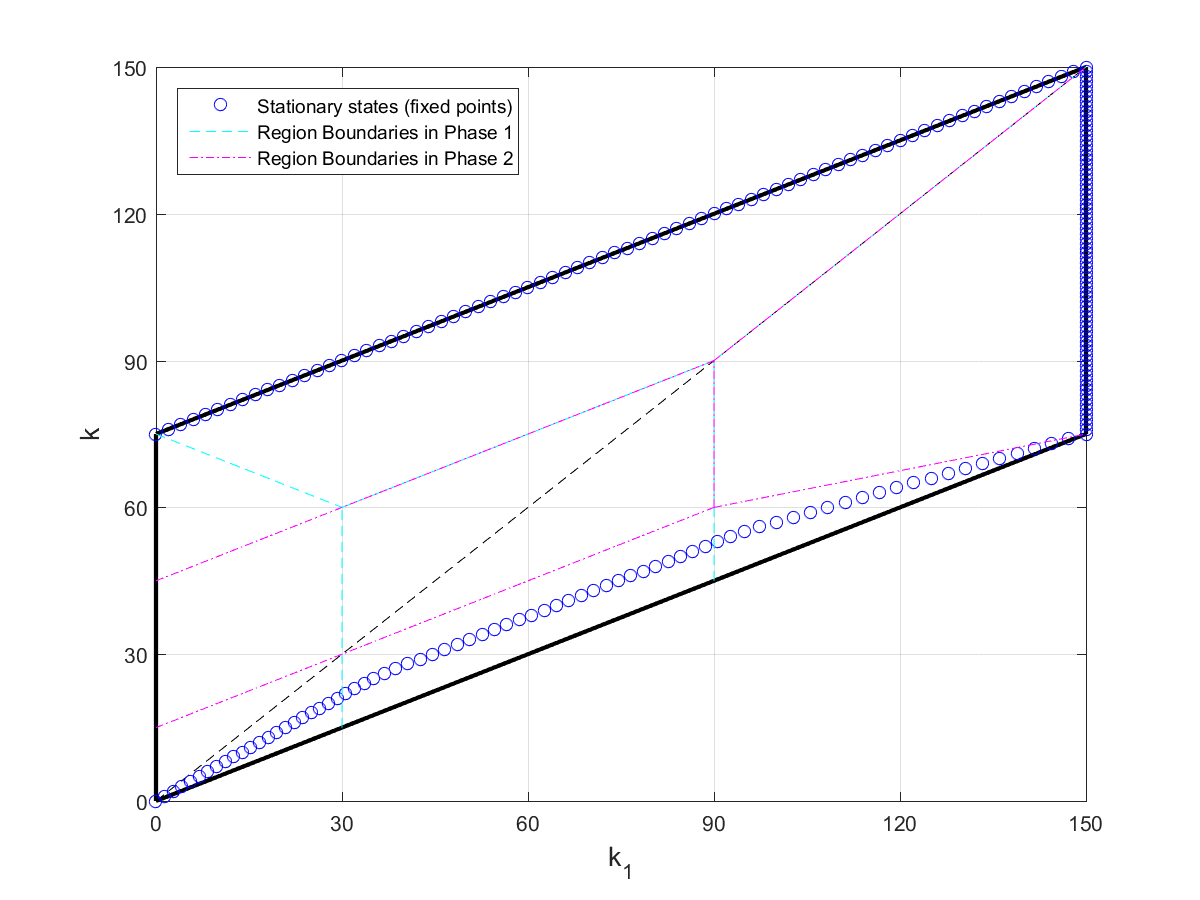 150
Stationary states (fixed points)
Region Boundaries in Phase 1
Region Boundaries in Phase 2
120
90
k
60
30
0
0 30 60 90 120 150
k1